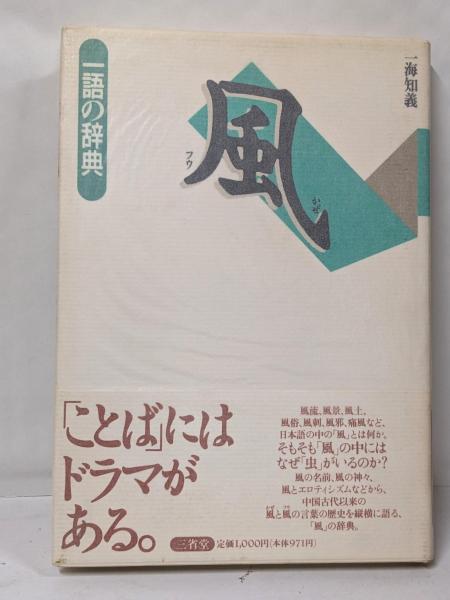 一海知義
一語の辞典
風
フウ
かぜ
「ことば」には
ドラマが
ある。
風流、風景、風土、
風俗、風刺、風邪、痛風など、
日本語の中の「風」とは何か。
そもそも「風」の中には
なぜ「虫」がいるのか?
風の名前、風の神々、
風とエロティシズムなどから、
中国古代以来の
風と風の言葉の歴史を縦横に語る、
「風」の辞典。
三省堂 定価1,000円(本体971円)